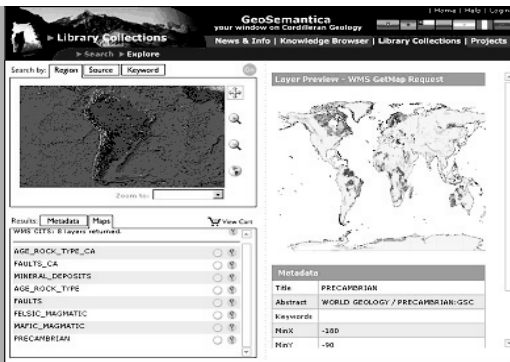 Home | Help | Login
GeoSemantica
your window on Cordilleran Geology
Library Collections
News & Info | Knowledge Browser | Library Collections | Projects
Search Explore
Search by: Region Source Keyword
Layer Preview - WMS GetMap Request
Zoom to:
Results: Metadata Maps View Cart
WMS CITS: 8 layers returned.
AGE_ROCK_TYPE_CA
FAULTS_CA
MINERAL_DEPOSITS
AGE_ROCK_TYPE
FAULTS
FELSIC_MAGMATIC
MAFIC_MAGMATIC
PRECAMBRIAN
Metadata
Title PRECAMBRIAN
Abstract WORLD GEOLOGY / PRECAMBRIAN:GSC
Keywords
MinX -180
MinY -90